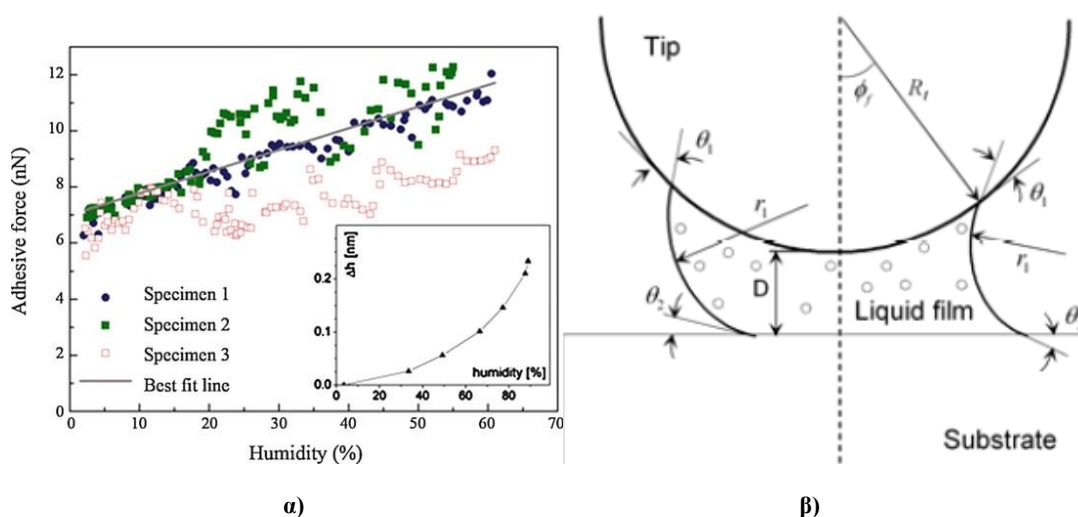 12
10
8
6
4
2
0
Adhesive force (nN)
Specimen 1
Specimen 2
Specimen 3
Best fit line
0 10 20 30 40 50 60 70
Humidity (%)
Δh [nm]
0.2
0.1
0.0
humidity [%]
0 20 40 60 80
α)
Tip
ϕf
Rt
θ1
θ1
r1
r1
D
θ2
Liquid film
θ
Substrate
β)